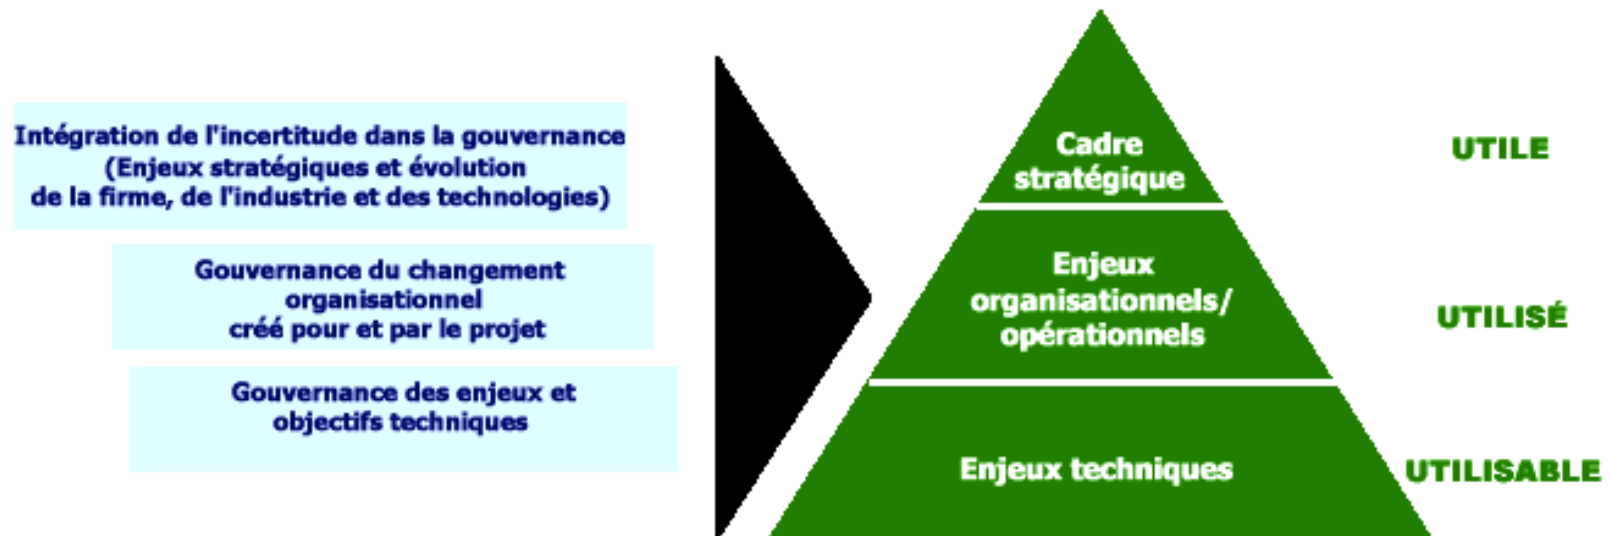 Intégration de l'incertitude dans la gouvernance
(Enjeux stratégiques et évolution
de la firme, de l'industrie et des technologies)
Gouvernance du changement
organisationnel
créé pour et par le projet
Gouvernance des enjeux et
objectifs techniques
Cadre
stratégique
Enjeux
organisationnels/
opérationnels
Enjeux techniques
UTILE
UTILISÉ
UTILISABLE